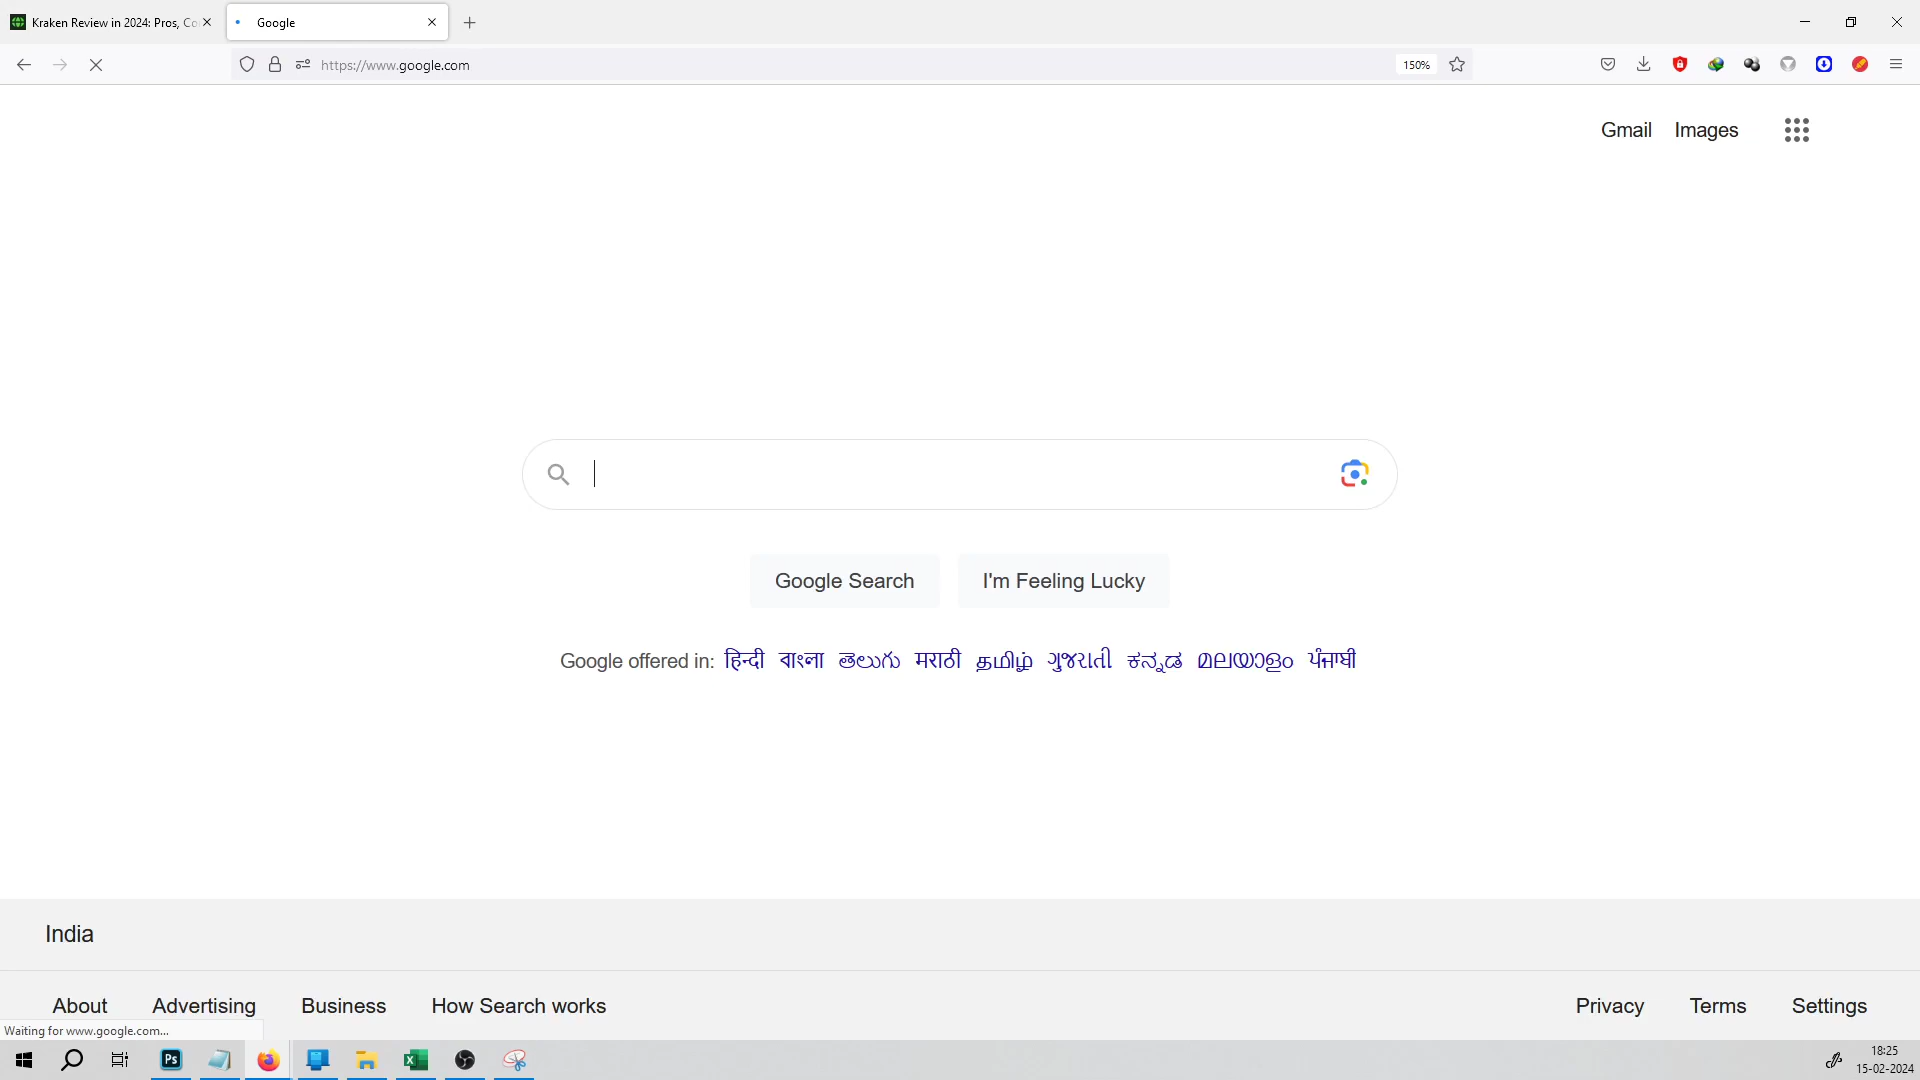 Kraken Review in 2024: Pros, Co
Google
https://www.google.com
150%
Gmail Images
Google Search I'm Feeling Lucky
Google offered in: हिन्दी বাংলা తెలుగు मराठी தமிழ் ગુજરાતી ಕನ್ನಡ മലയാളം ਪੰਜਾਬੀ
India
About Advertising Business How Search works Privacy Terms Settings
Waiting for www.google.com...
Ps
18:25
15-02-2024